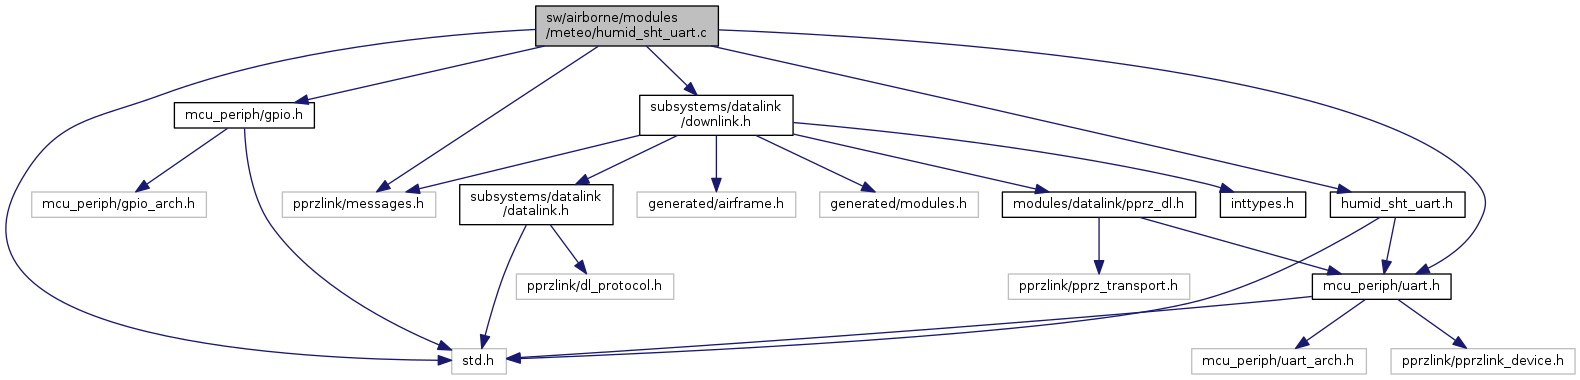 sw/airborne/modules
/meteo/humid_sht_uart.c
mcu_periph/gpio.h
subsystems/datalink
/downlink.h
mcu_periph/gpio_arch.h
pprzlink/messages.h
subsystems/datalink
/datalink.h
generated/airframe.h
generated/modules.h
modules/datalink/pprz_dl.h
inttypes.h
humid_sht_uart.h
pprzlink/dl_protocol.h
pprzlink/pprz_transport.h
mcu_periph/uart.h
std.h
mcu_periph/uart_arch.h
pprzlink/pprzlink_device.h